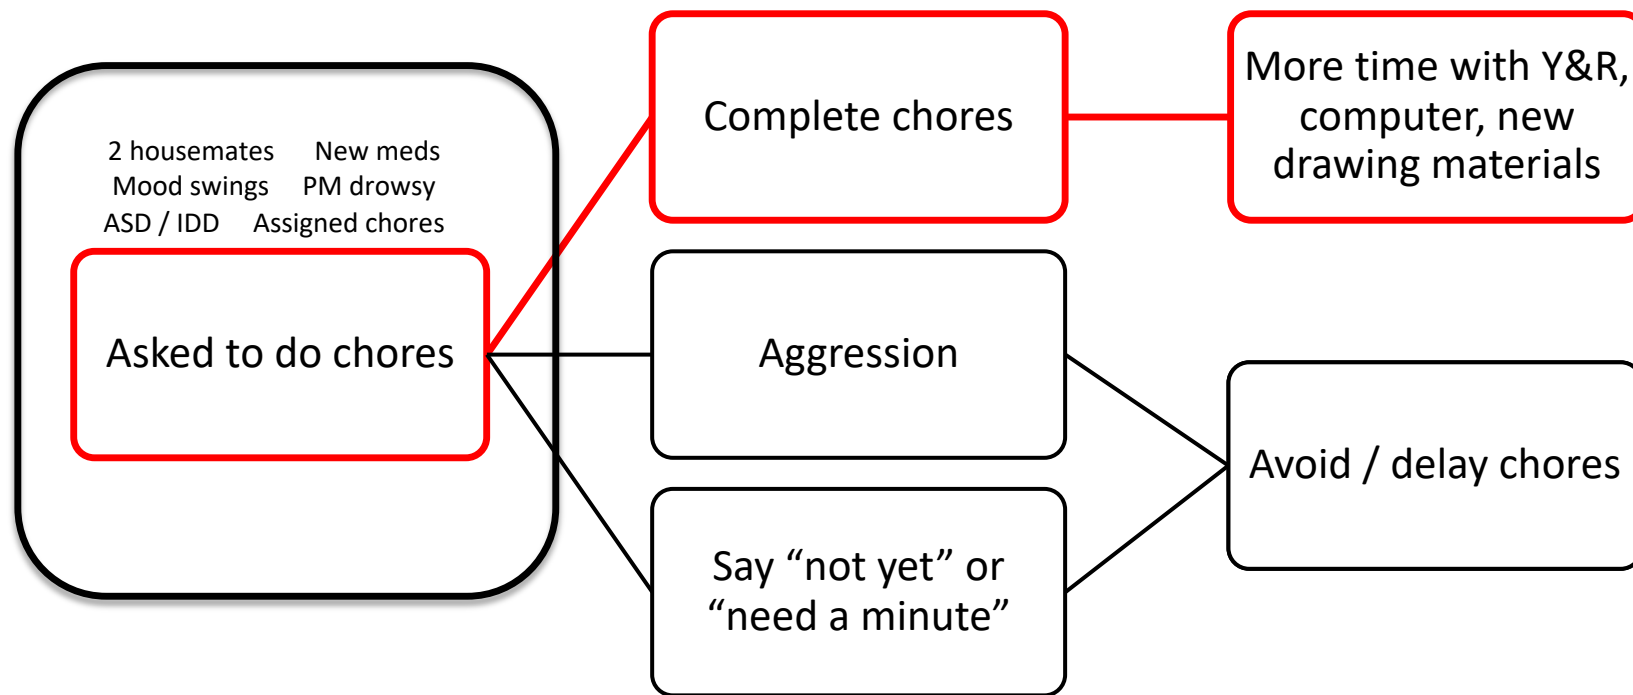 2 housemates New meds
Mood swings PM drowsy
ASD / IDD Assigned chores
Asked to do chores
Complete chores
More time with Y&R,
computer, new
drawing materials
Aggression
Say “not yet” or
“need a minute”
Avoid / delay chores